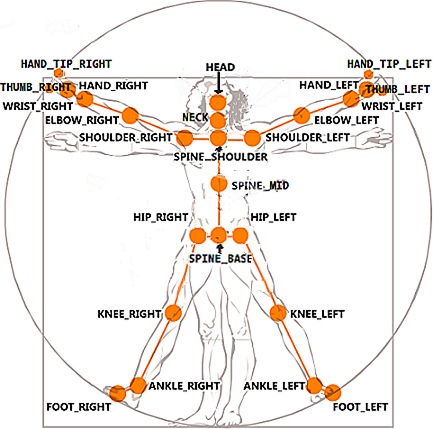 HAND_TIP_RIGHT
HAND_TIP_LEFT
HEAD
THUMB_RIGHT
HAND_RIGHT
HAND_LEFT
THUMB_LEFT
WRIST_RIGHT
WRIST_LEFT
NECK
ELBOW_RIGHT
ELBOW_LEFT
SHOULDER_RIGHT
SHOULDER_LEFT
SPINE_SHOULDER
SPINE_MID
HIP_RIGHT
HIP_LEFT
SPINE_BASE
KNEE_RIGHT
KNEE_LEFT
ANKLE_RIGHT
ANKLE_LEFT
FOOT_RIGHT
FOOT_LEFT